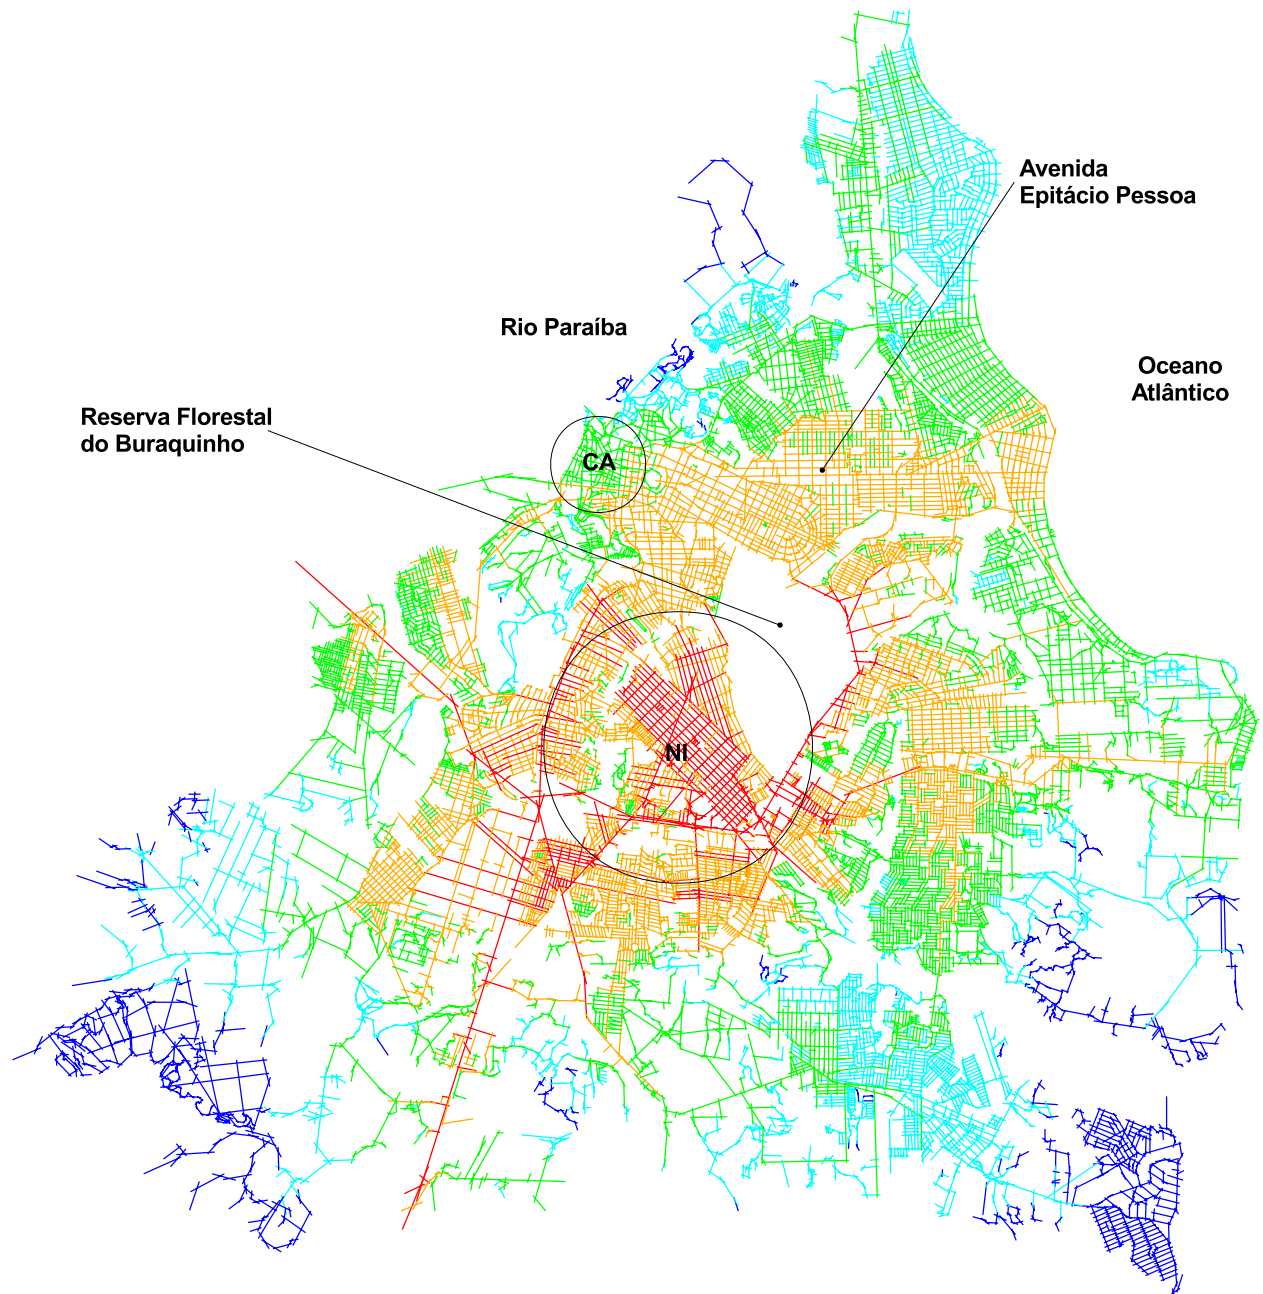 Avenida
Epitácio Pessoa
Rio Paraíba
Oceano
Atlântico
Reserva Florestal
do Buraquinho
CA
NI